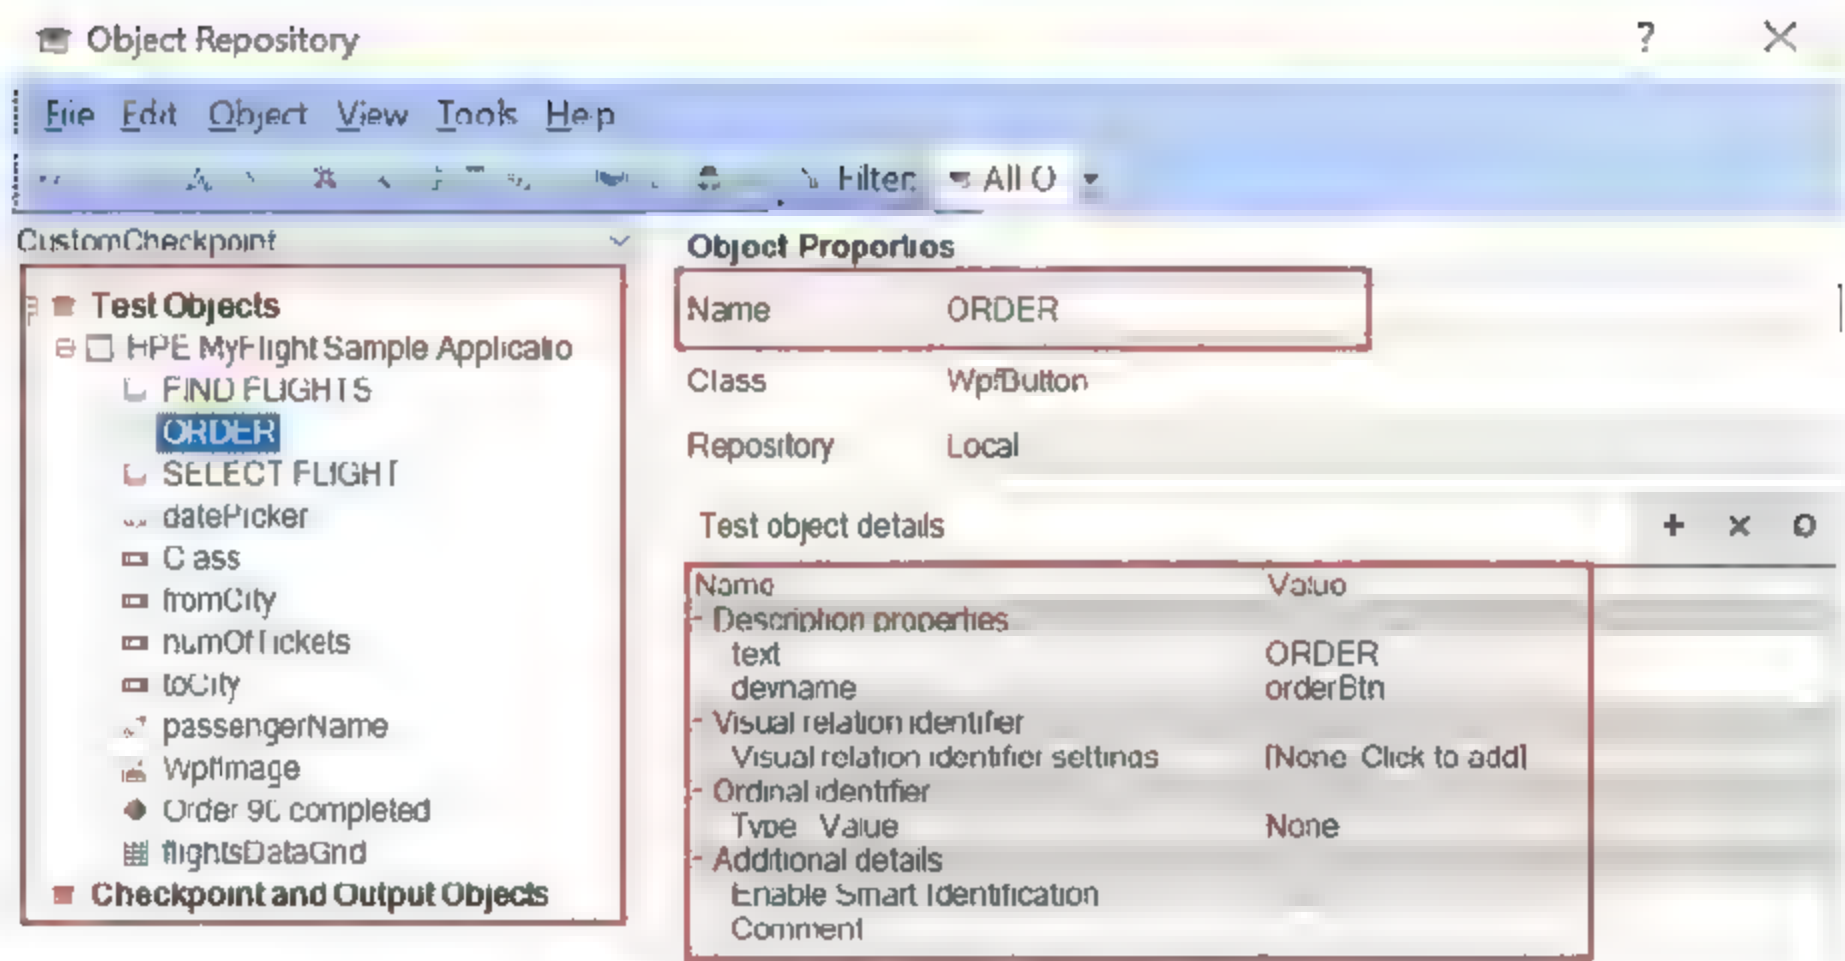 Object Repository
File Edit Object View Tools Help
Filter: All O
CustomCheckpoint
Test Objects
HPE MyFlight Sample Applicatio
FIND FLIGHTS
ORDER
SELECT FLIGHT
datePicker
Class
fromCity
numOfTickets
toCity
passengerName
WpfImage
Order 90 completed
flightsDataGrid
Checkpoint and Output Objects
Object Properties
Name ORDER
Class WpfButton
Repository Local
Test object details
Name Value
Description properties
text ORDER
devname orderBtn
Visual relation identifier
Visual relation identifier settings [None Click to add]
Ordinal identifier
Type Value None
Additional details
Enable Smart Identification
Comment